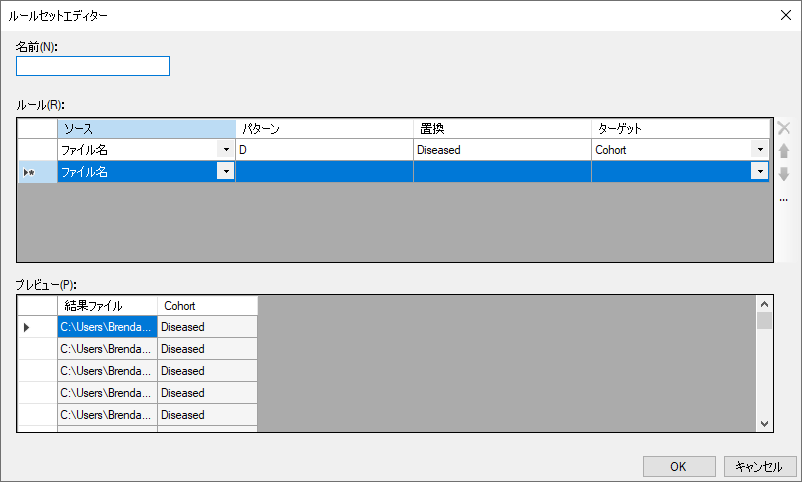 ルールセットエディター
名前(N):
ルール(R):
ソース パターン 置換 ターゲット
ファイル名 D Diseased Cohort
ファイル名
...
プレビュー(P):
結果ファイル Cohort
C:\Users\Brenda... Diseased
C:\Users\Brenda... Diseased
C:\Users\Brenda... Diseased
C:\Users\Brenda... Diseased
C:\Users\Brenda... Diseased
OK キャンセル